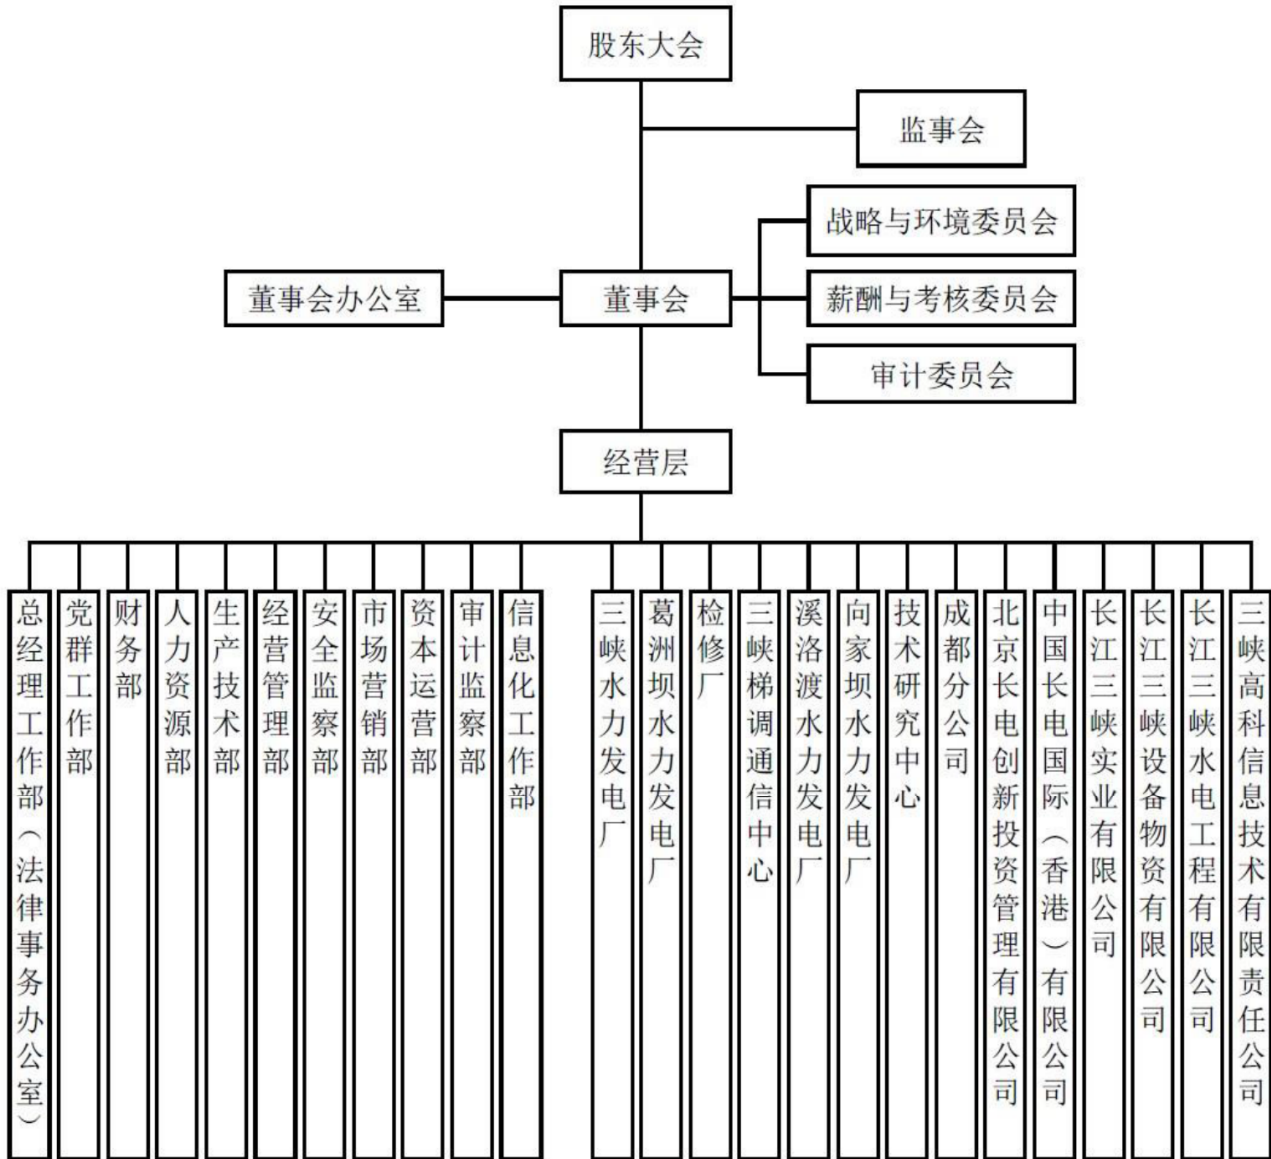 股东大会
监事会
战略与环境委员会
董事会办公室
董事会
薪酬与考核委员会
审计委员会
经营层
总经理工作部（法律事务办公室）
党群工作部
财务部
人力资源部
生产技术部
经营管理部
安全监察部
市场营销部
资本运营部
审计监察部
信息化工作部
三峡水力发电厂
葛洲坝水力发电厂
检修厂
三峡梯调通信中心
溪洛渡水力发电厂
向家坝水力发电厂
技术研究中心
成都分公司
北京长电创新投资管理有限公司
中国长电国际（香港）有限公司
长江三峡实业有限公司
长江三峡设备物资有限公司
长江三峡水电工程有限公司
三峡高科信息技术有限责任公司